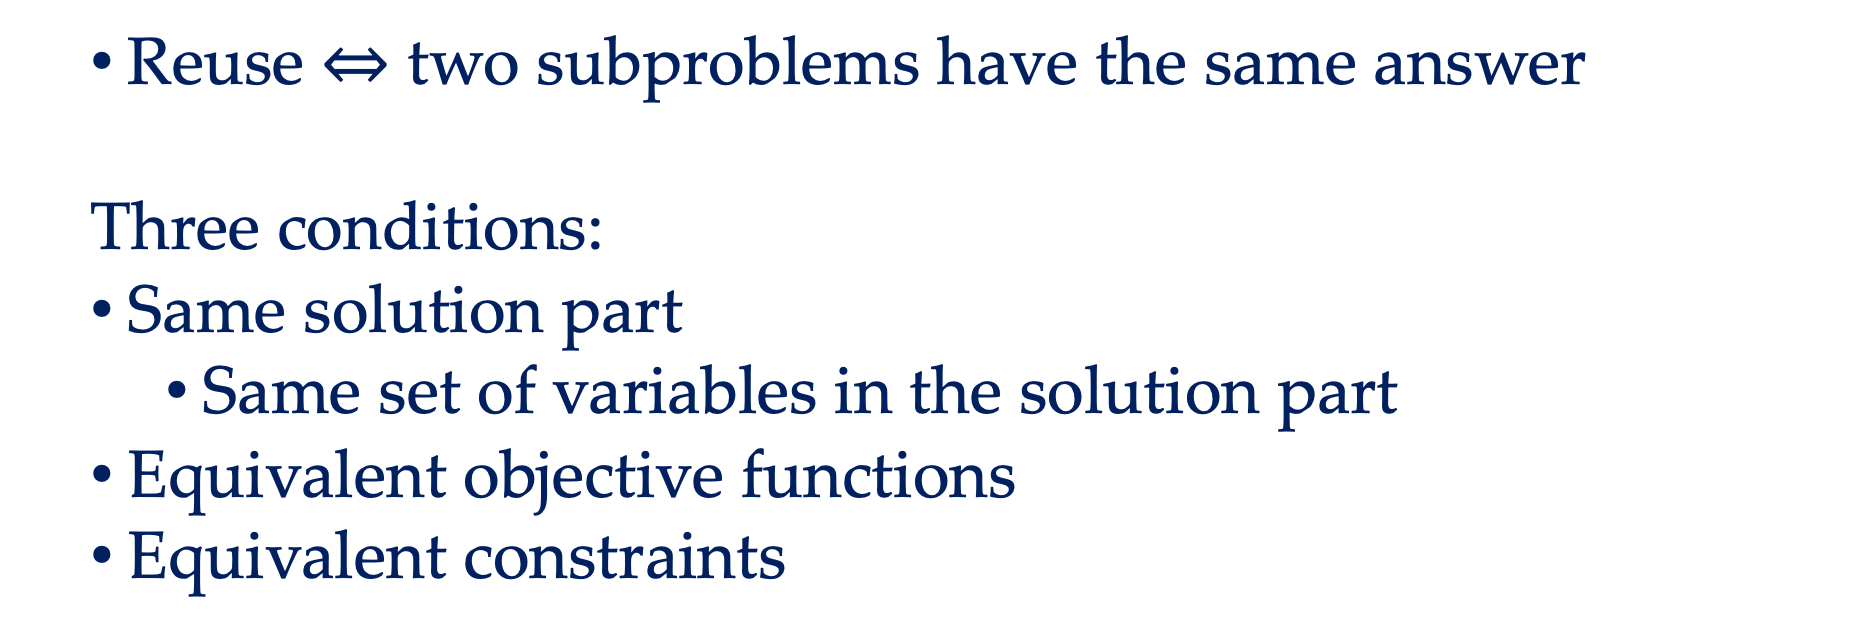 • Reuse ⇔ two subproblems have the same answer
Three conditions:
• Same solution part
• Same set of variables in the solution part
• Equivalent objective functions
• Equivalent constraints